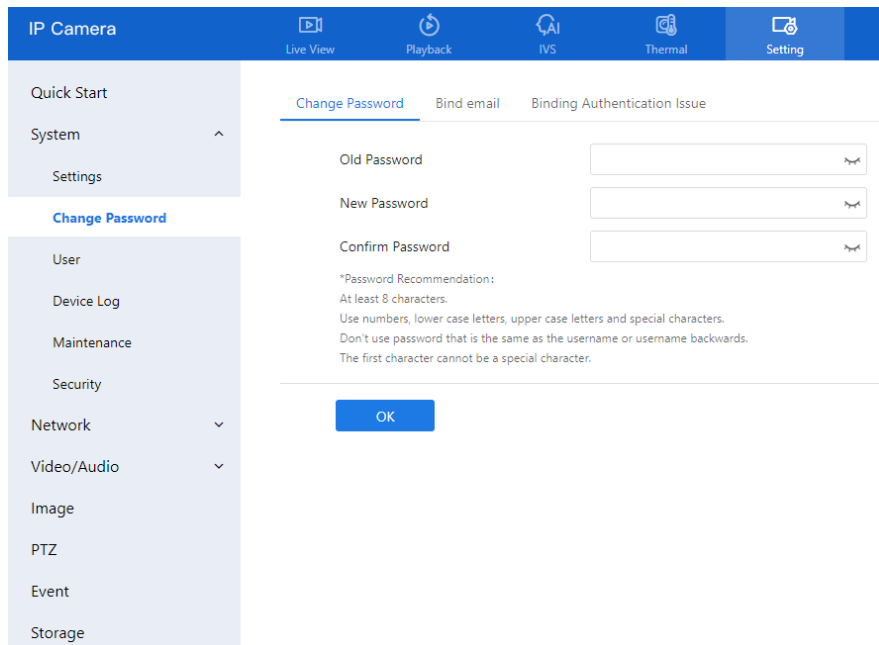 IP Camera
Live View
Playback
AI
IVS
Thermal
Setting
Quick Start
System
Settings
Change Password
User
Device Log
Maintenance
Security
Network
Video/Audio
Image
PTZ
Event
Storage
Change Password Bind email Binding Authentication Issue
Old Password
New Password
Confirm Password
*Password Recommendation:
At least 8 characters.
Use numbers, lower case letters, upper case letters and special characters.
Don't use password that is the same as the username or username backwards.
The first character cannot be a special character.
OK